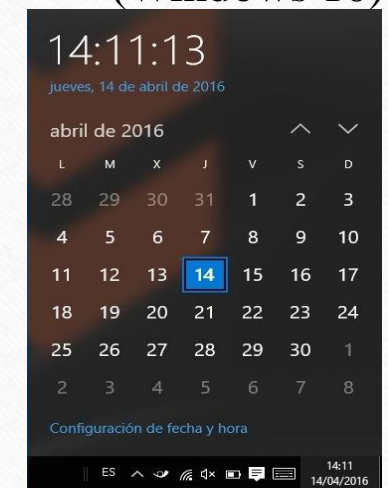 (Windows 10)
14:11:13
jueves, 14 de abril de 2016
abril de 2016
L M X J V S D
28 29 30 31 1 2 3
4 5 6 7 8 9 10
11 12 13 14 15 16 17
18 19 20 21 22 23 24
25 26 27 28 29 30 1
2 3 4 5 6 7 8
Configuración de fecha y hora
ES 14:11
14/04/2016